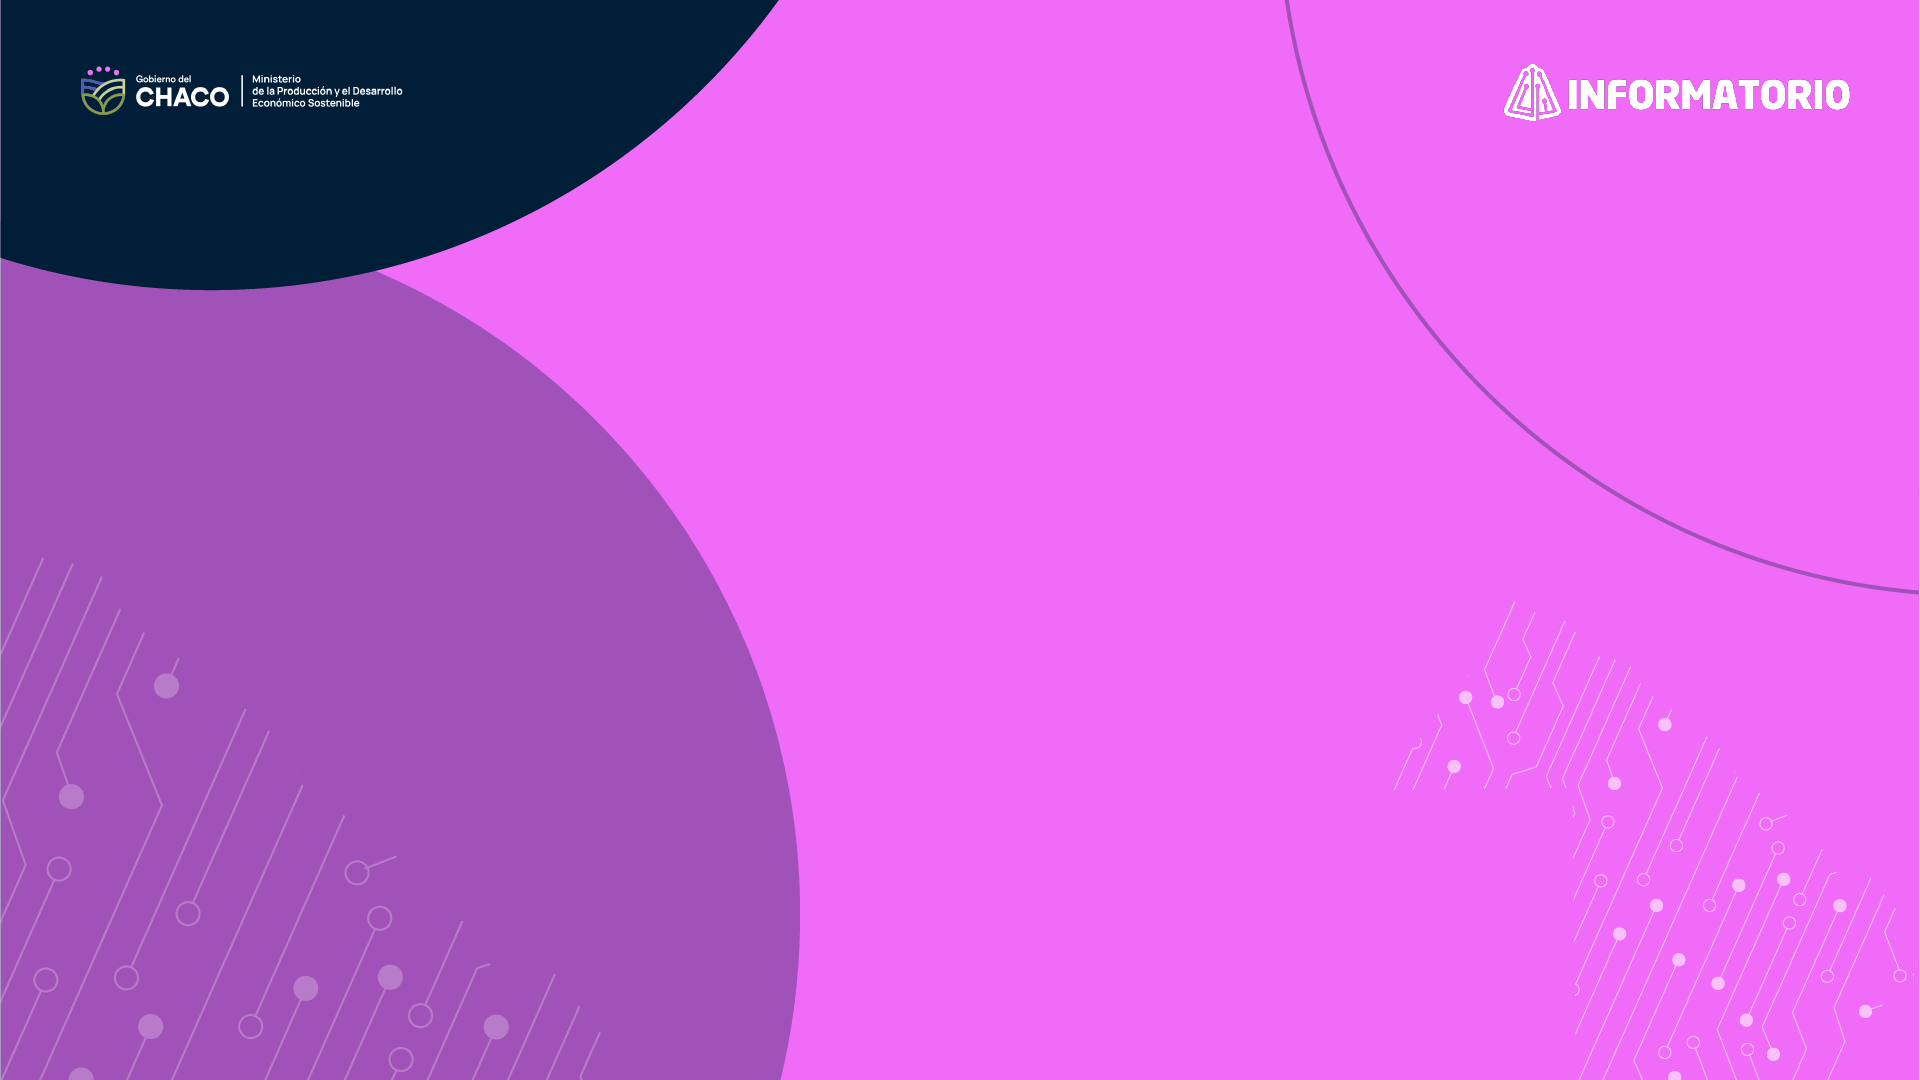 Gobierno del
CHACO
Ministerio
de la Producción y el Desarrollo
Económico Sostenible
INFORMATORIO